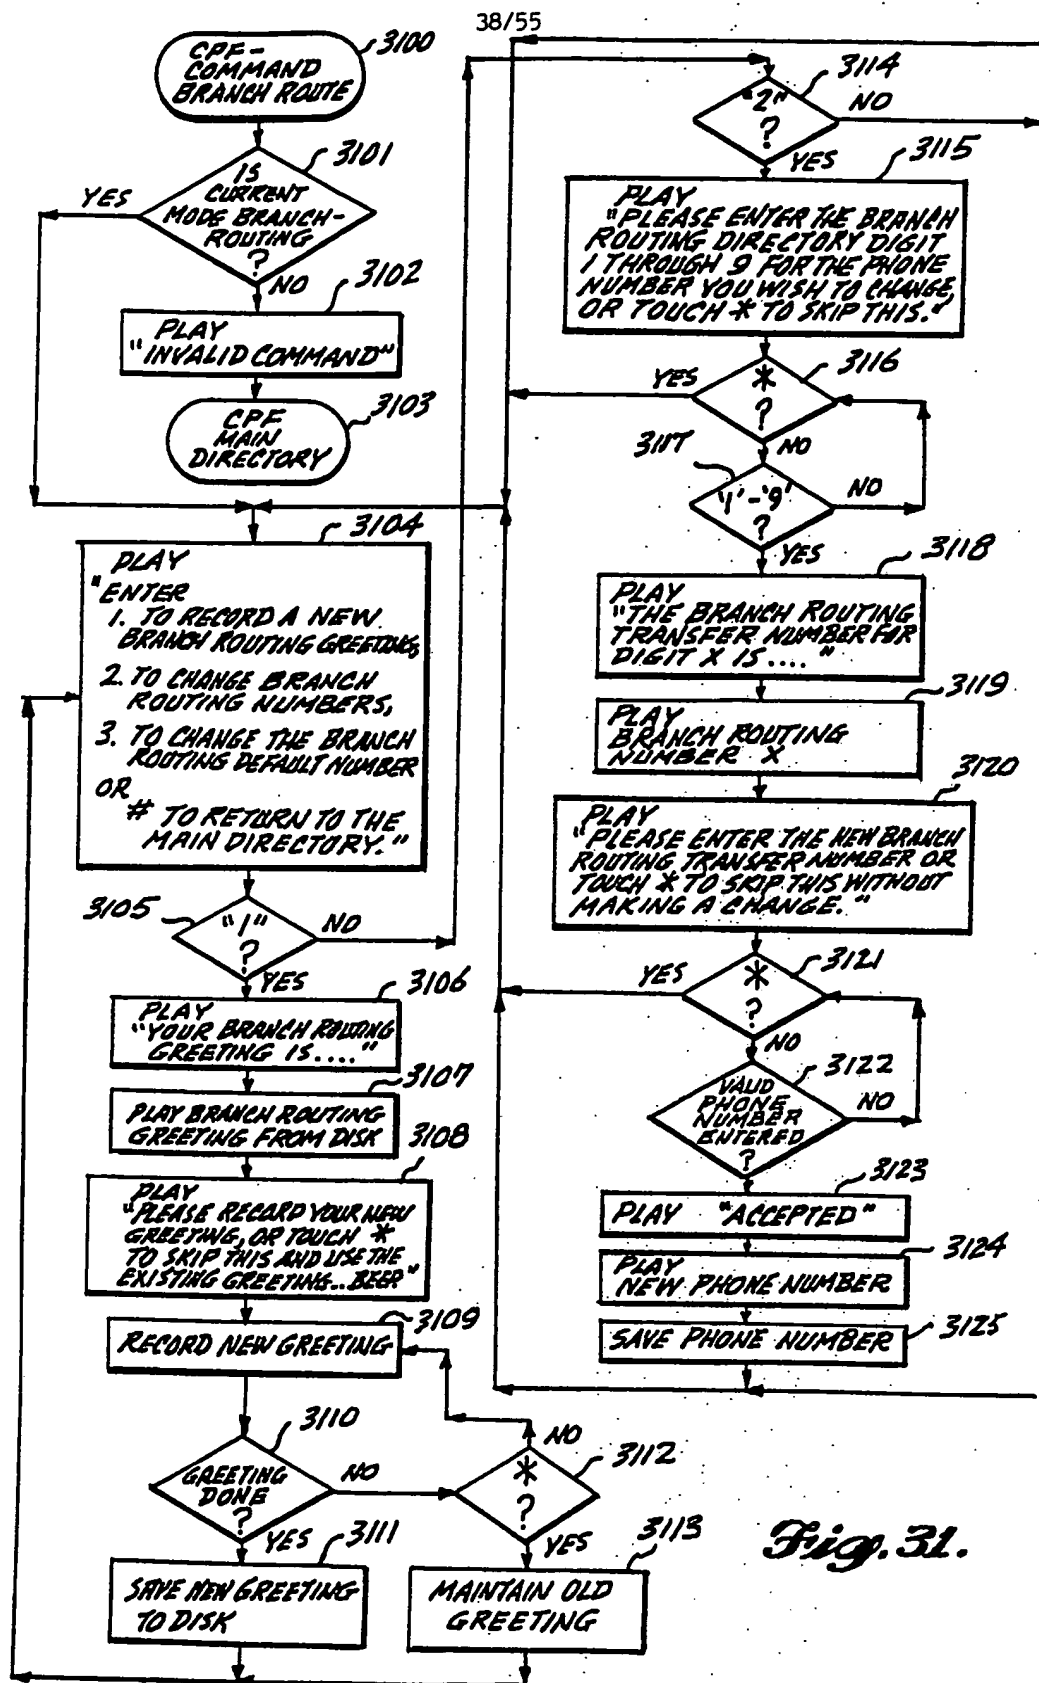 38/55
CPF-
COMMAND
BRANCH ROUTE
3100
IS
CURRENT
MODE BRANCH-
ROUTING
?
3101
YES
NO
3102
PLAY
"INVALID COMMAND"
CPF
MAIN
DIRECTORY
3103
3104
PLAY
"ENTER
1. TO RECORD A NEW
BRANCH ROUTING GREETING,
2. TO CHANGE BRANCH
ROUTING NUMBERS,
3. TO CHANGE THE BRANCH
ROUTING DEFAULT NUMBER
OR
# TO RETURN TO THE
MAIN DIRECTORY."
3105
"1"
?
NO
YES
3106
PLAY
"YOUR BRANCH ROUTING
GREETING IS...."
3107
PLAY BRANCH ROUTING
GREETING FROM DISK
3108
PLAY
"PLEASE RECORD YOUR NEW
GREETING, OR TOUCH *
TO SKIP THIS AND USE THE
EXISTING GREETING...BEEP"
3109
RECORD NEW GREETING
3110
GREETING
DONE
?
NO
YES
3111
SAVE NEW GREETING
TO DISK
3112
*
?
NO
YES
3113
MAINTAIN OLD
GREETING
3114
"2"
?
NO
YES
3115
PLAY
"PLEASE ENTER THE BRANCH
ROUTING DIRECTORY DIGIT
1 THROUGH 9 FOR THE PHONE
NUMBER YOU WISH TO CHANGE,
OR TOUCH * TO SKIP THIS."
3116
*
?
YES
NO
3117
'1'-'9'
?
NO
YES
3118
PLAY
"THE BRANCH ROUTING
TRANSFER NUMBER FOR
DIGIT X IS...."
3119
PLAY
BRANCH ROUTING
NUMBER X
3120
PLAY
"PLEASE ENTER THE NEW BRANCH
ROUTING TRANSFER NUMBER OR
TOUCH * TO SKIP THIS WITHOUT
MAKING A CHANGE."
3121
*
?
YES
NO
3122
VALID
PHONE
NUMBER
ENTERED
?
NO
3123
PLAY "ACCEPTED"
3124
PLAY
NEW PHONE NUMBER
3125
SAVE PHONE NUMBER
Fig. 31.